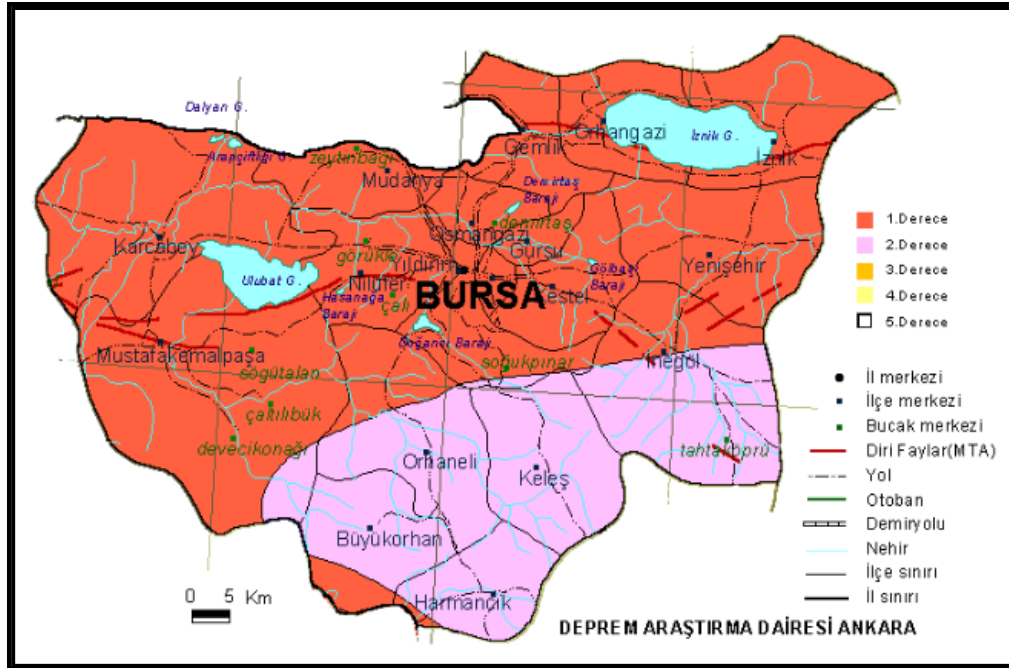 Dalyan G .
Arapçiftliği G .
zeytinbağı
Mudanya
Gemlik
Orhangazi
İznik G .
İznik
Demirtaş
Barajı
demirtaş
Osmangazi
Gürsu
Karcabey
görükle
Yıldırım
Gölbaşı
Barajı
Yenişehir
Ulubat G .
Nilüfer
Hasanağa
Barajı
çalı
BURSA
Kestel
Doğancı Barajı
Mustafakemalpaşa
söğütalan
soğukpınar
İnegöl
çakılıbük
devecikonağı
tahtaköprü
Orhaneli
Keleş
Büyükorhan
Harmancık
1.Derece
2.Derece
3.Derece
4.Derece
5.Derece
İl merkezi
İlçe merkezi
Bucak merkezi
Diri Faylar(MTA)
Yol
Otoban
Demiryolu
Nehir
İlçe sınırı
İl sınırı
0 5 Km
DEPREM ARAŞTIRMA DAİRESİ ANKARA